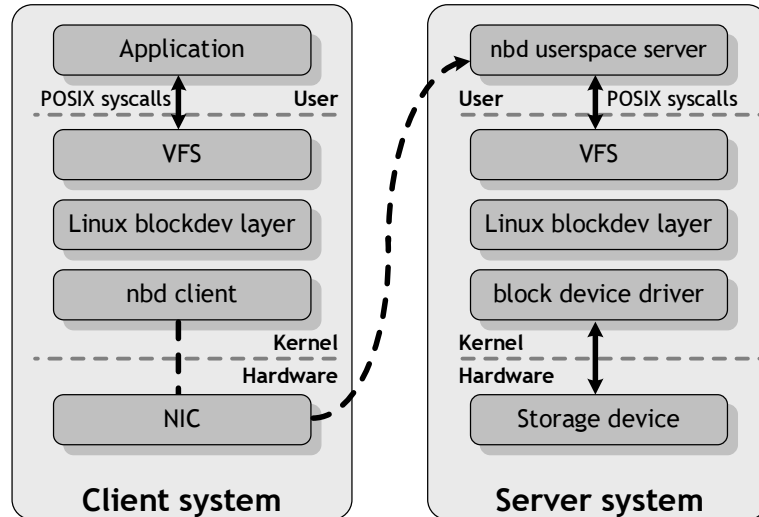 Application
POSIX syscalls
User
VFS
Linux blockdev layer
nbd client
Kernel
Hardware
NIC
Client system
nbd userspace server
User
POSIX syscalls
VFS
Linux blockdev layer
block device driver
Kernel
Hardware
Storage device
Server system